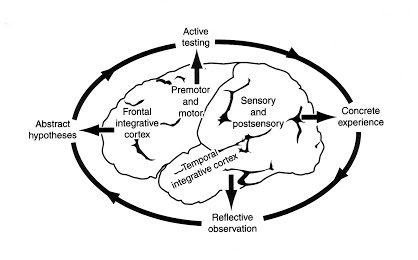 Active
testing
Premotor
and
motor
Sensory
and
postsensory
Frontal
integrative
cortex
Concrete
experience
Abstract
hypotheses
Temporal
integrative cortex
Reflective
observation